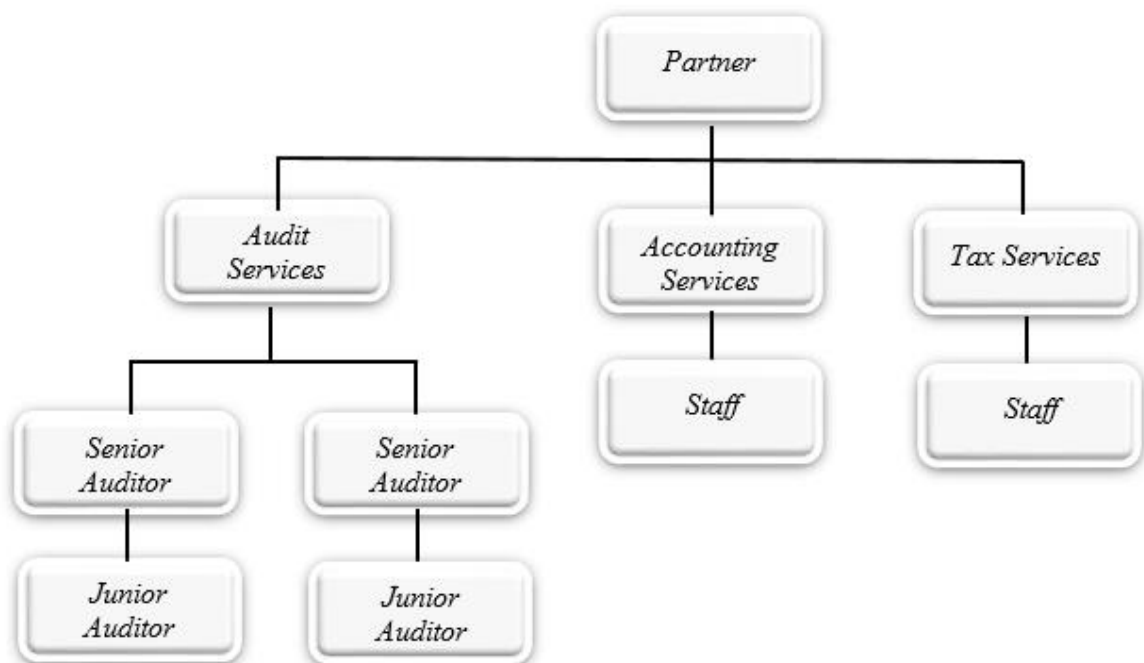 Partner
Audit
Services
Accounting
Services
Tax Services
Staff
Staff
Senior
Auditor
Senior
Auditor
Junior
Auditor
Junior
Auditor